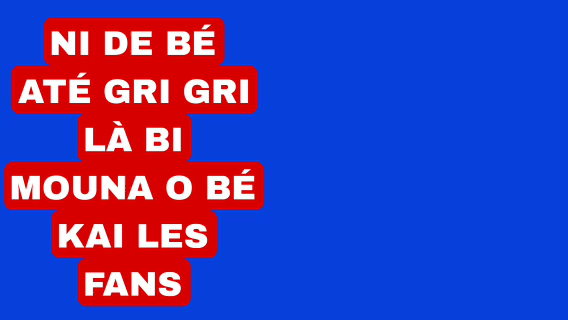 NI DE BÉ
ATÉ GRI GRI
LÀ BI
MOUNA O BÉ
KAI LES
FANS